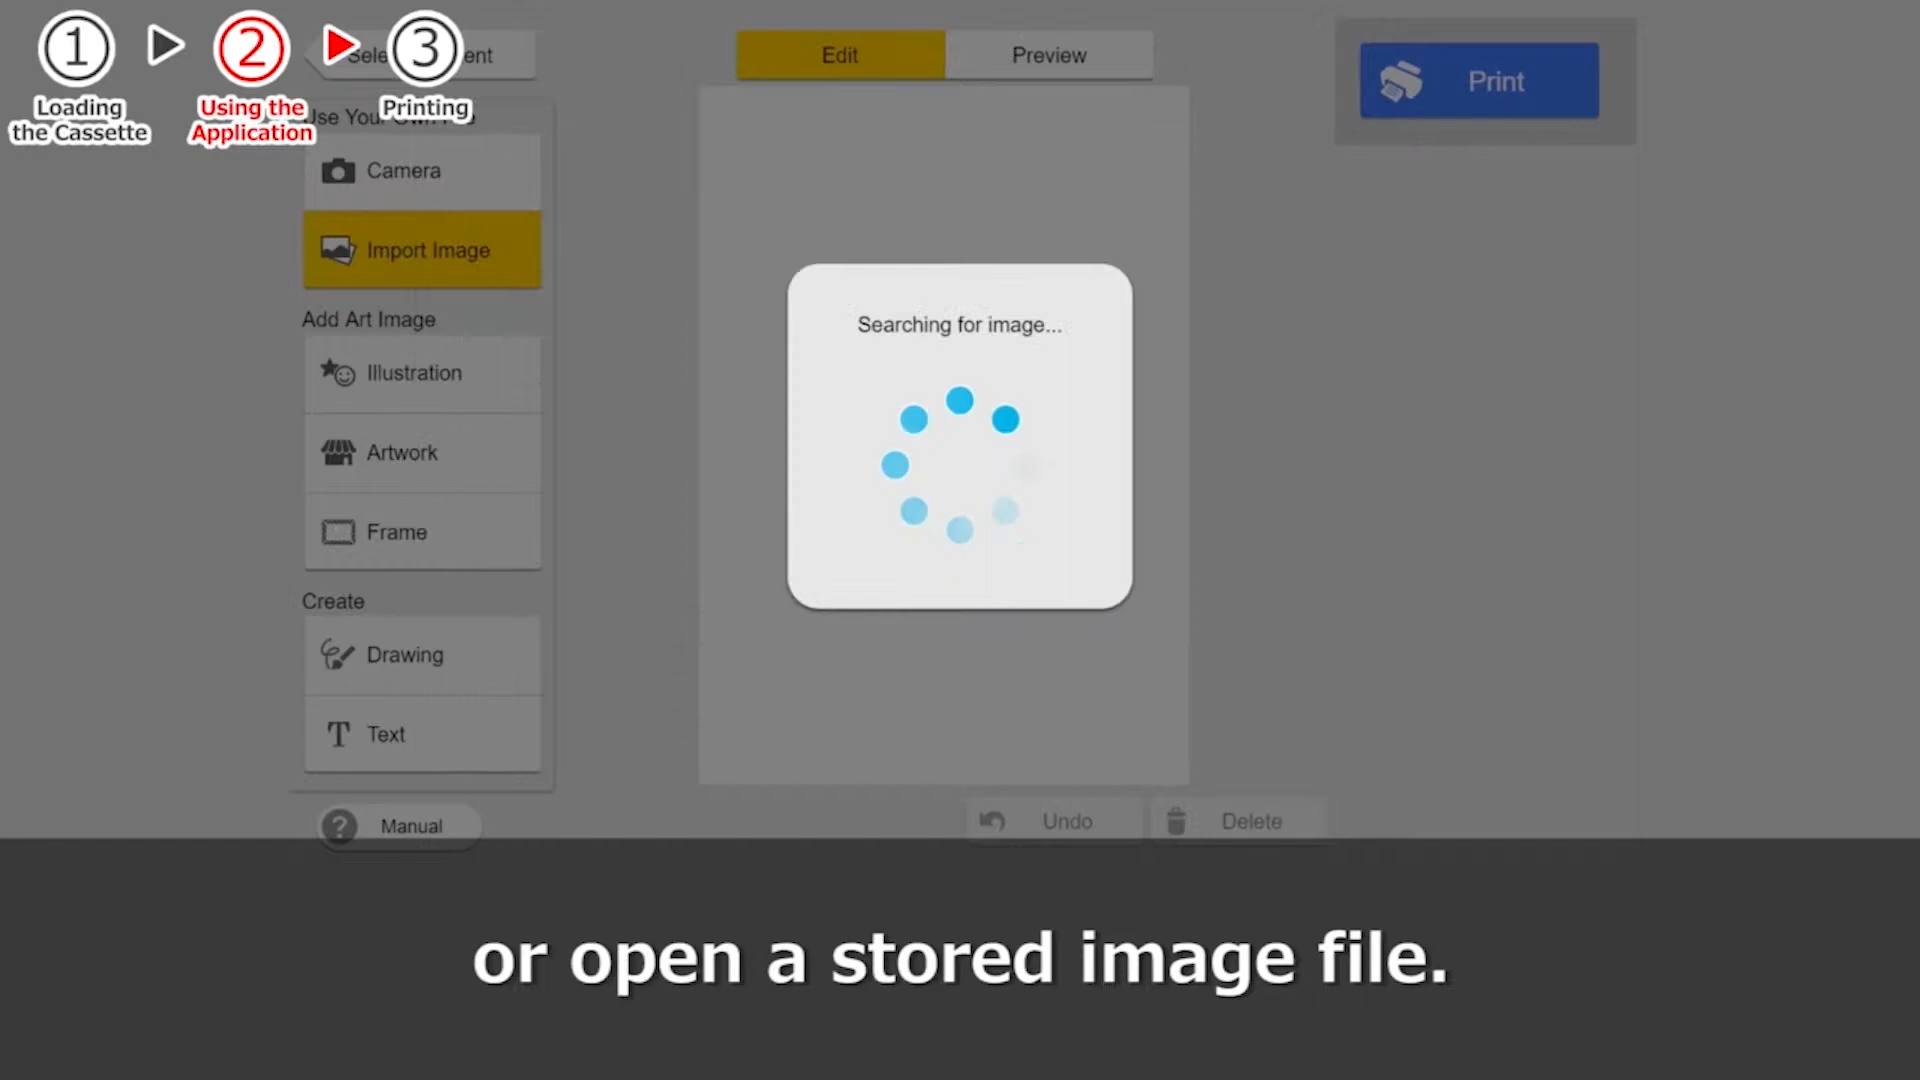 1
2
3
Loading
the Cassette
Using the
Application
Printing
Edit
Preview
Print
Camera
Import Image
Add Art Image
Illustration
Artwork
Frame
Create
Drawing
Text
Manual
Searching for image...
Undo
Delete
or open a stored image file.